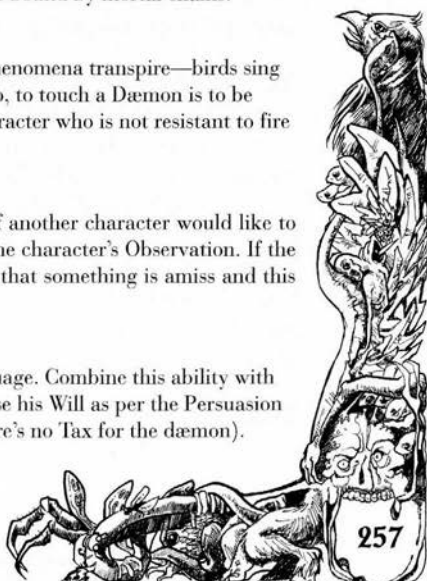 henomena transpire—birds sing
o, to touch a Dæmon is to be
racter who is not resistant to fire
f another character would like to
he character's Observation. If the
that something is amiss and this
uage. Combine this ability with
se his Will as per the Persuasion
re's no Tax for the dæmon).
257